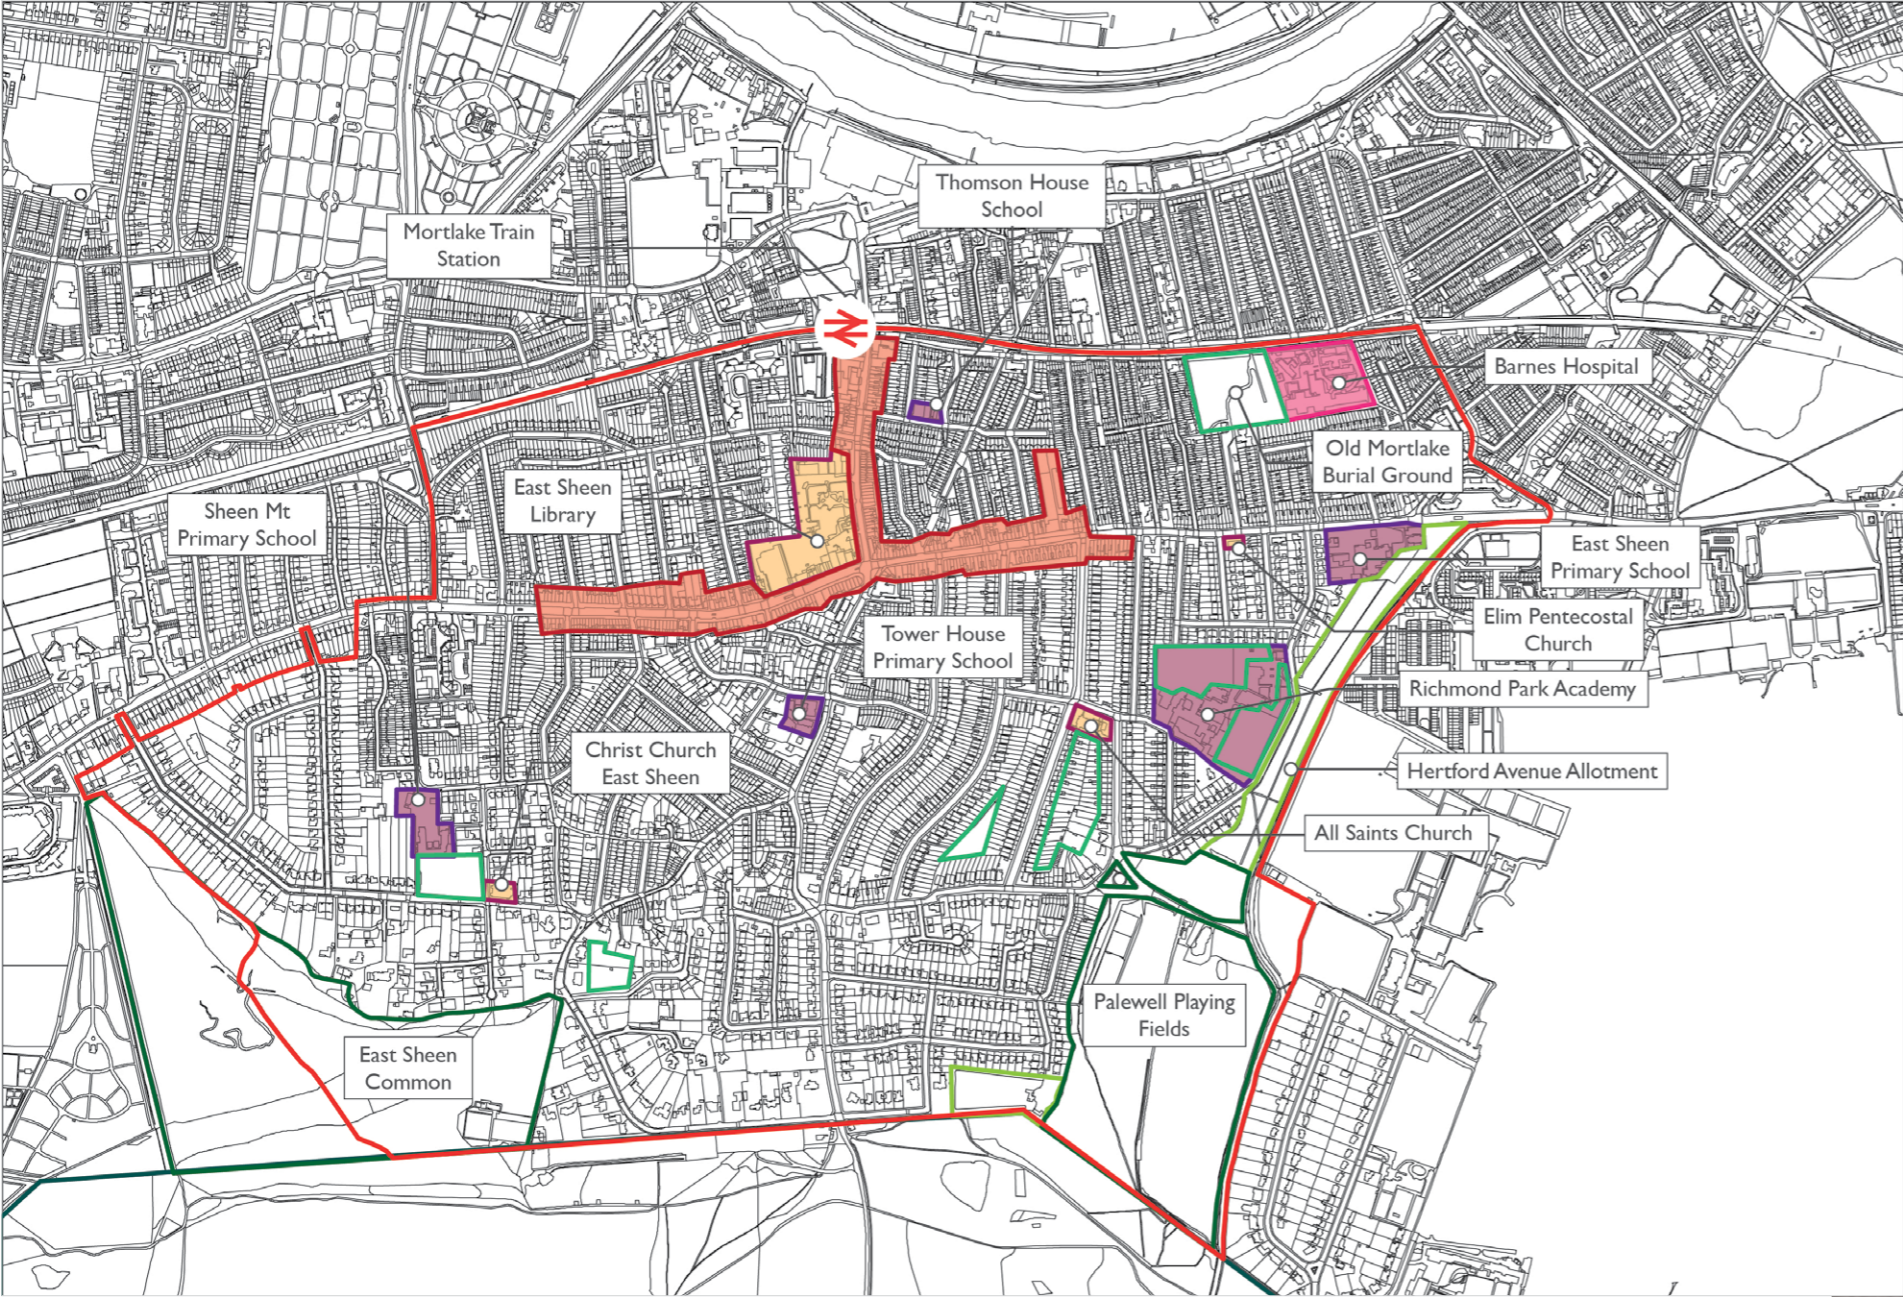 Thomson House
School
Mortlake Train
Station
Barnes Hospital
Old Mortlake
Burial Ground
East Sheen
Library
Sheen Mt
Primary School
East Sheen
Primary School
Elim Pentecostal
Church
Tower House
Primary School
Richmond Park Academy
Christ Church
East Sheen
Hertford Avenue Allotment
All Saints Church
Palewell Playing
Fields
East Sheen
Common